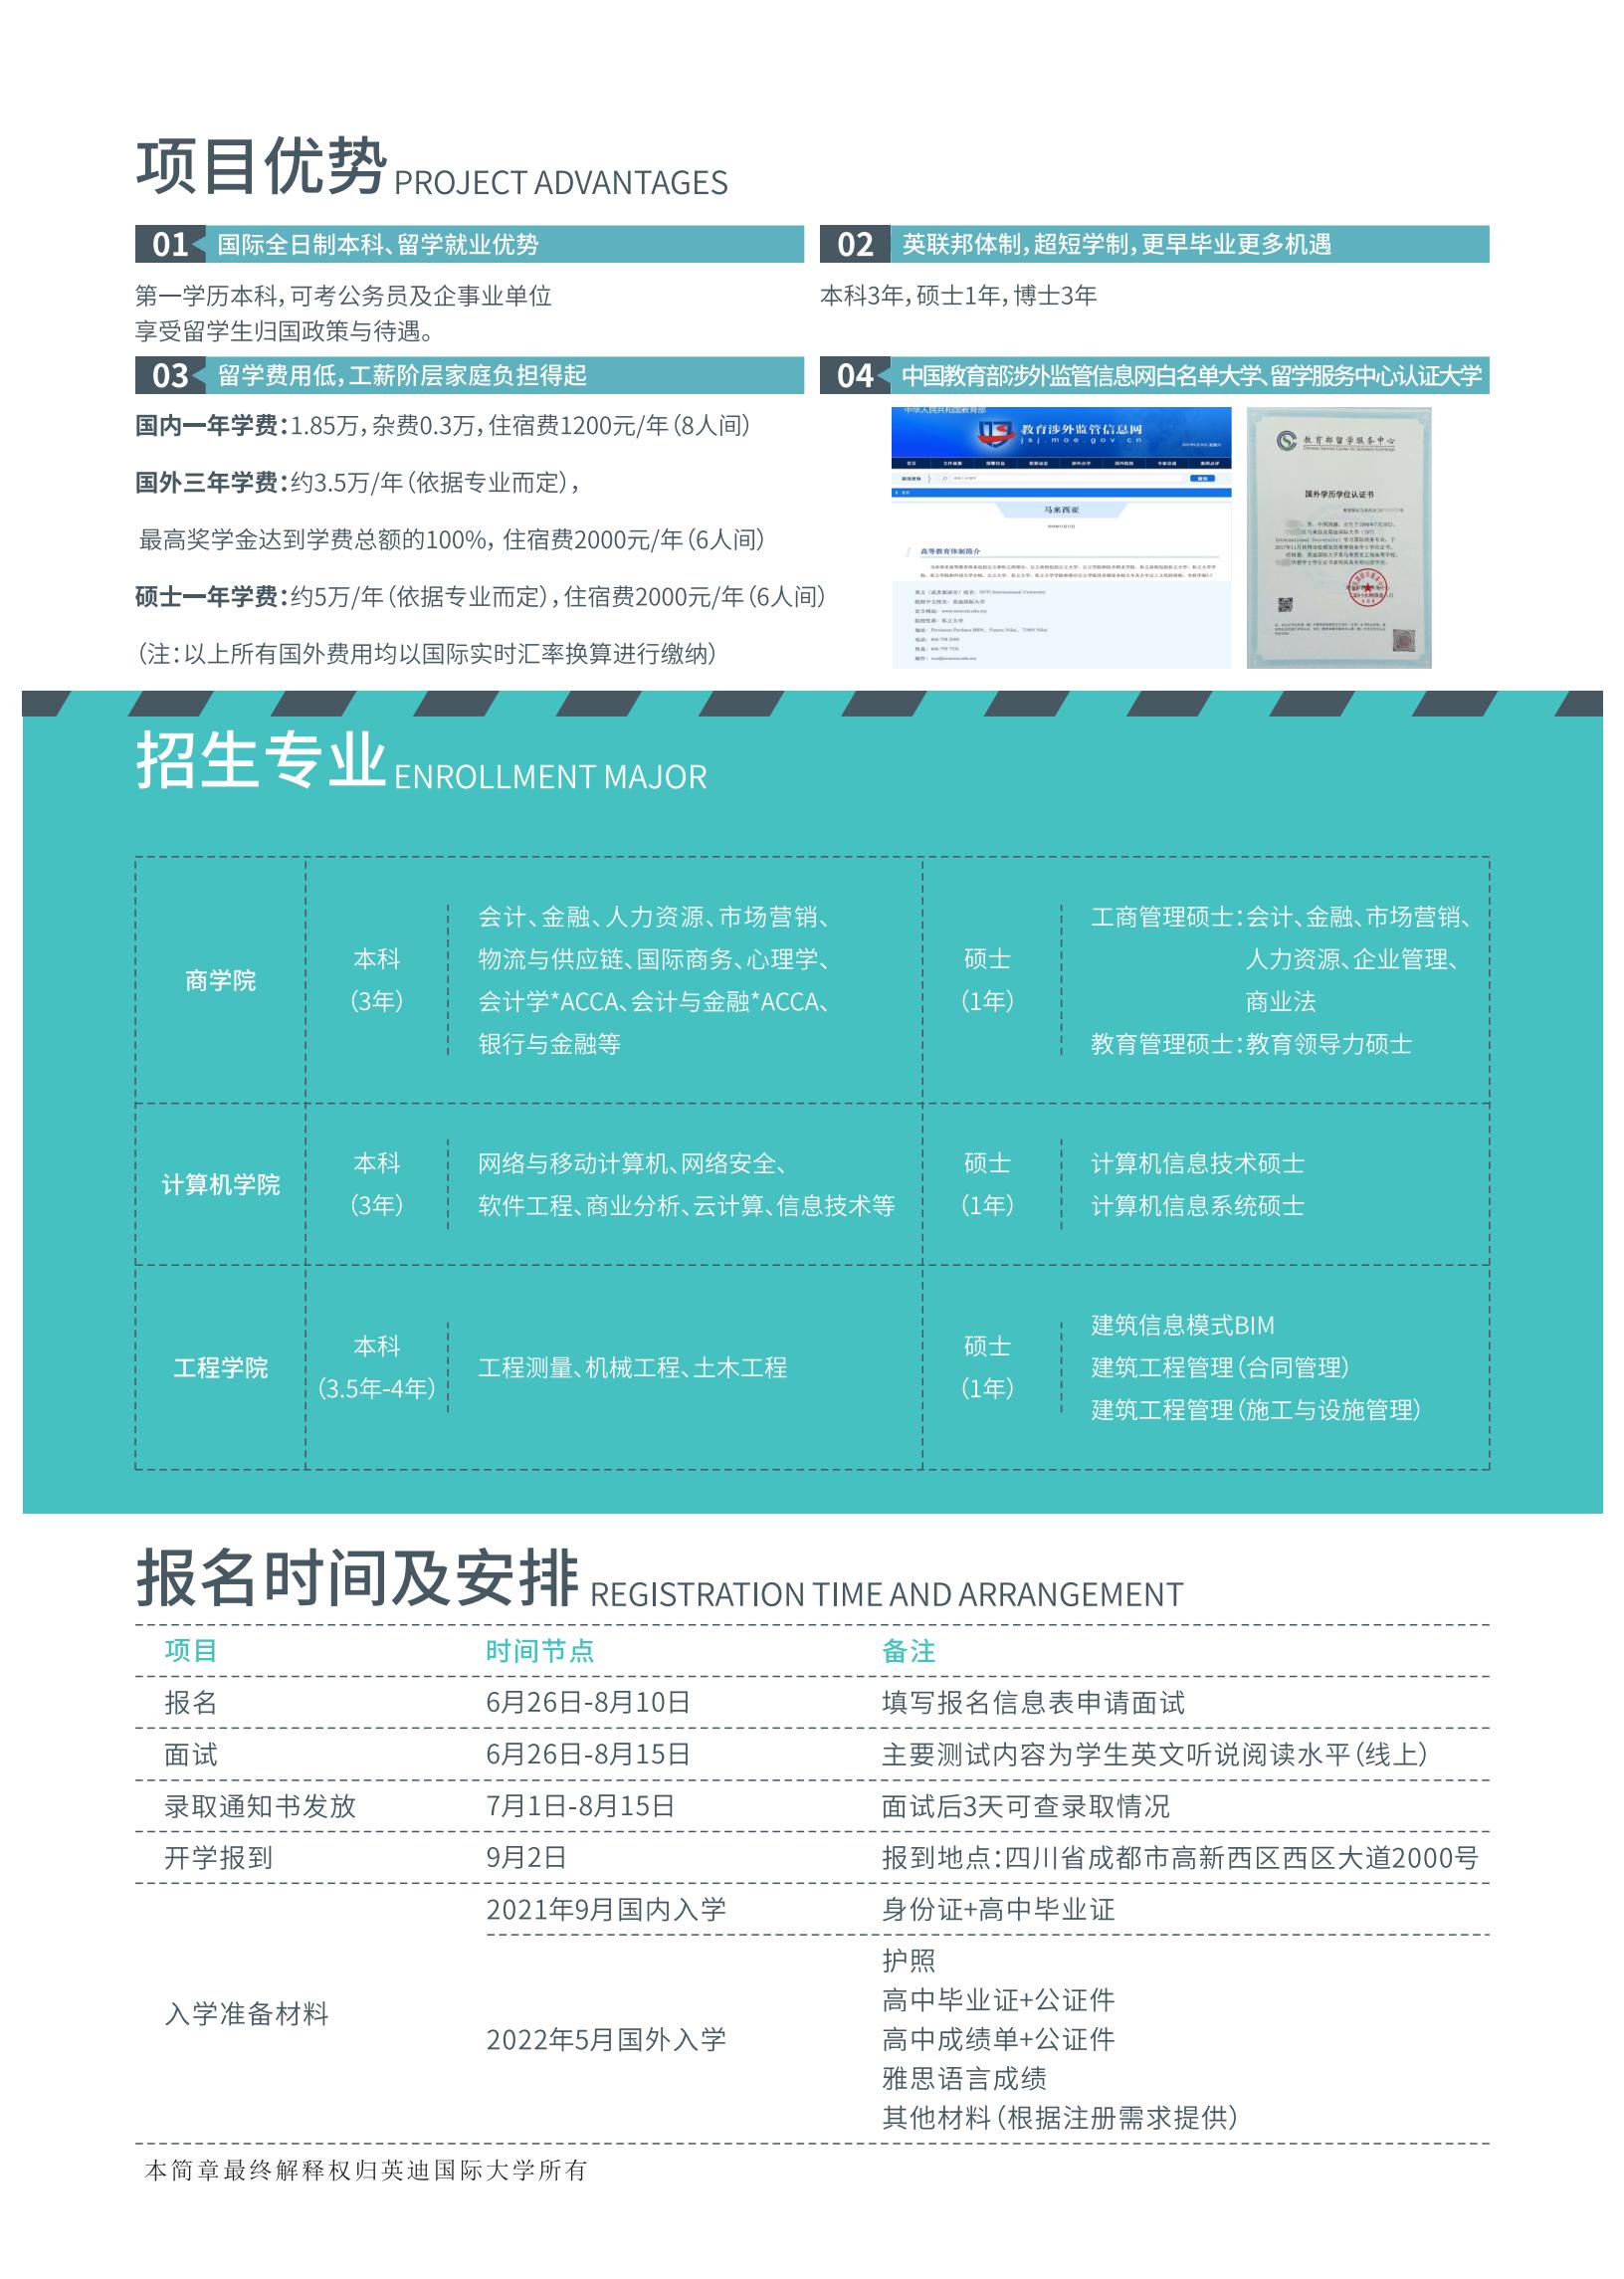 项目优势 PROJECT ADVANTAGES
01 国际全日制本科、留学就业优势
第一学历本科，可考公务员及企事业单位
享受留学生归国政策与待遇。
02 英联邦体制，超短学制，更早毕业更多机遇
本科3年，硕士1年，博士3年
03 留学费用低，工薪阶层家庭负担得起
国内一年学费：1.85万，杂费0.3万，住宿费1200元/年（8人间）
国外三年学费：约3.5万/年（依据专业而定），
最高奖学金达到学费总额的100%，住宿费2000元/年（6人间）
硕士一年学费：约5万/年（依据专业而定），住宿费2000元/年（6人间）
（注：以上所有国外费用均以国际实时汇率换算进行缴纳）
04 中国教育部涉外监管信息网白名单大学、留学服务中心认证大学
中华人民共和国教育部
教育涉外监管信息网
jsj.moe.gov.cn
马来西亚
高等教育体制简介
教育部留学服务中心
Chinese Service Center for Scholarly Exchange
国外学历学位认证书
招生专业 ENROLLMENT MAJOR
商学院
本科
（3年）
会计、金融、人力资源、市场营销、
物流与供应链、国际商务、心理学、
会计学*ACCA、会计与金融*ACCA、
银行与金融等
硕士
（1年）
工商管理硕士：会计、金融、市场营销、
人力资源、企业管理、
商业法
教育管理硕士：教育领导力硕士
计算机学院
本科
（3年）
网络与移动计算机、网络安全、
软件工程、商业分析、云计算、信息技术等
硕士
（1年）
计算机信息技术硕士
计算机信息系统硕士
工程学院
本科
（3.5年-4年）
工程测量、机械工程、土木工程
硕士
（1年）
建筑信息模式BIM
建筑工程管理（合同管理）
建筑工程管理（施工与设施管理）
报名时间及安排 REGISTRATION TIME AND ARRANGEMENT
项目 时间节点 备注
报名 6月26日-8月10日 填写报名信息表申请面试
面试 6月26日-8月15日 主要测试内容为学生英文听说阅读水平（线上）
录取通知书发放 7月1日-8月15日 面试后3天可查录取情况
开学报到 9月2日 报到地点：四川省成都市高新西区西区大道2000号
入学准备材料
2021年9月国内入学 身份证+高中毕业证
2022年5月国外入学
护照
高中毕业证+公证件
高中成绩单+公证件
雅思语言成绩
其他材料（根据注册需求提供）
本简章最终解释权归英迪国际大学所有